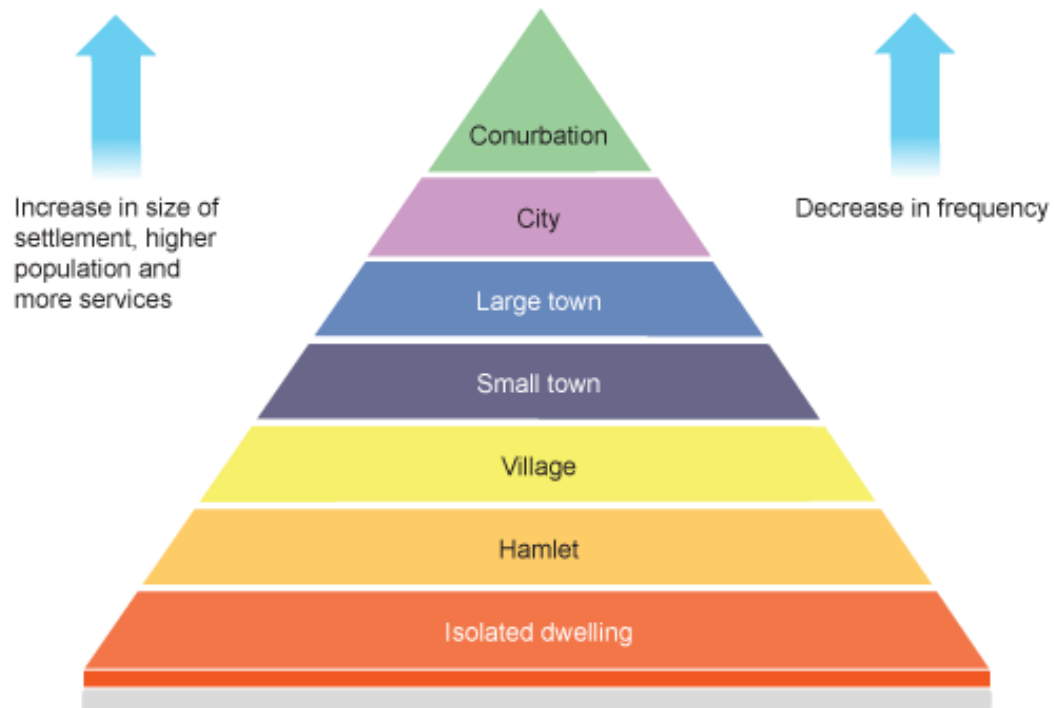 Conurbation
City
Large town
Small town
Village
Hamlet
Isolated dwelling
Increase in size of
settlement, higher
population and
more services
Decrease in frequency